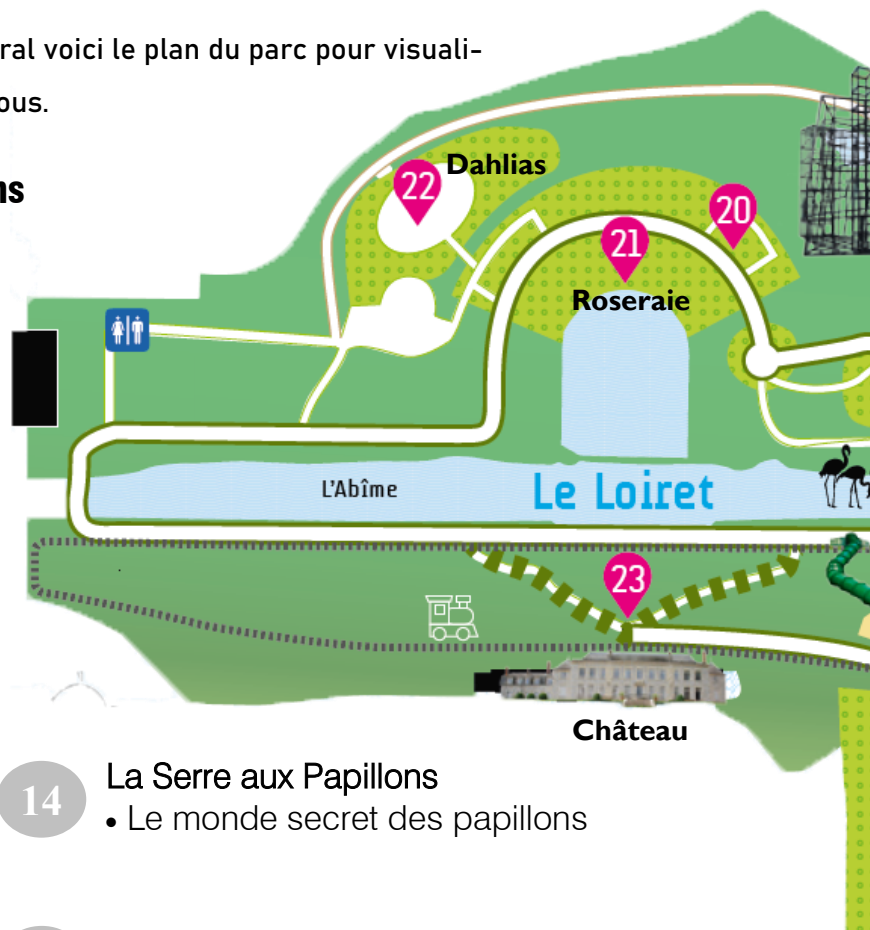 ral voici le plan du parc pour visuali-
ous.
ns
Dahlias
22
20
21
Roseraie
L'Abîme
Le Loiret
23
Château
14
La Serre aux Papillons
• Le monde secret des papillons